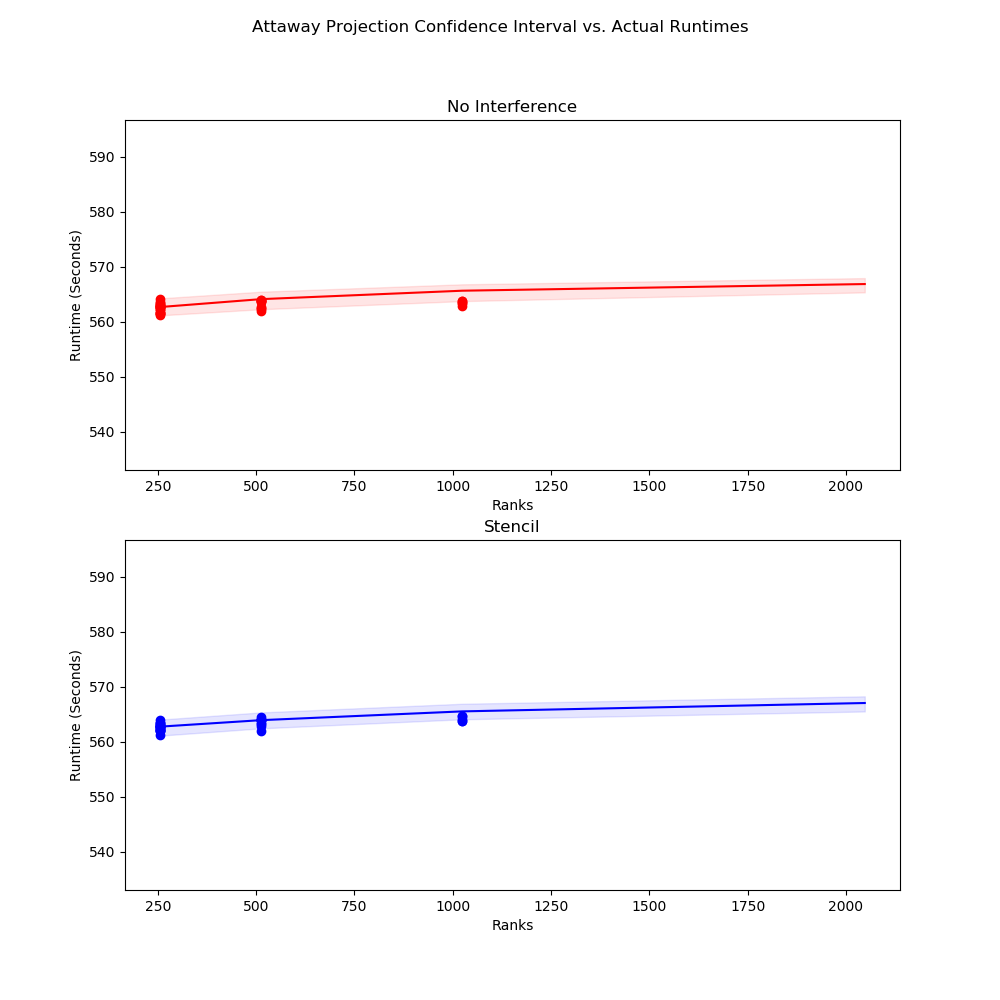 Attaway Projection Confidence Interval vs. Actual Runtimes
No Interference
590
580
570
560
550
540
Runtime (Seconds)
250 500 750 1000 1250 1500 1750 2000
Ranks
Stencil
590
580
570
560
550
540
Runtime (Seconds)
250 500 750 1000 1250 1500 1750 2000
Ranks